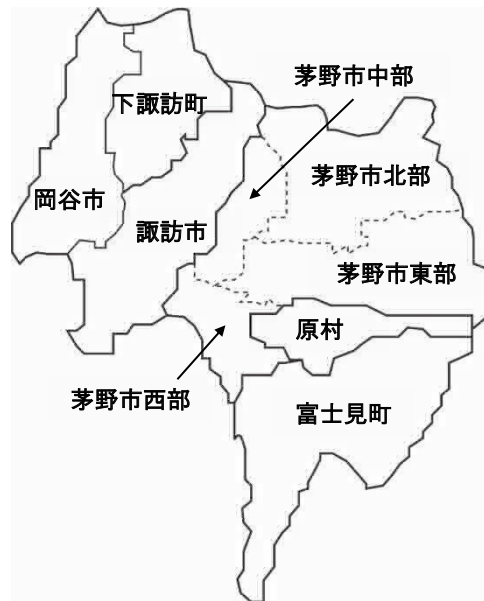 茅野市中部
下諏訪町
茅野市北部
岡谷市
諏訪市
茅野市東部
原村
茅野市西部
富士見町